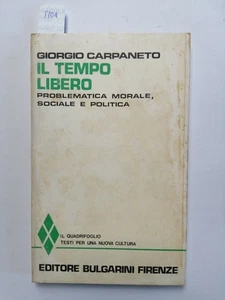 GIORGIO CARPANETO
IL TEMPO
LIBERO
PROBLEMATICA MORALE,
SOCIALE E POLITICA
IL QUADRIFOGLIO
TESTI PER UNA NUOVA CULTURA
EDITORE BULGARINI FIRENZE